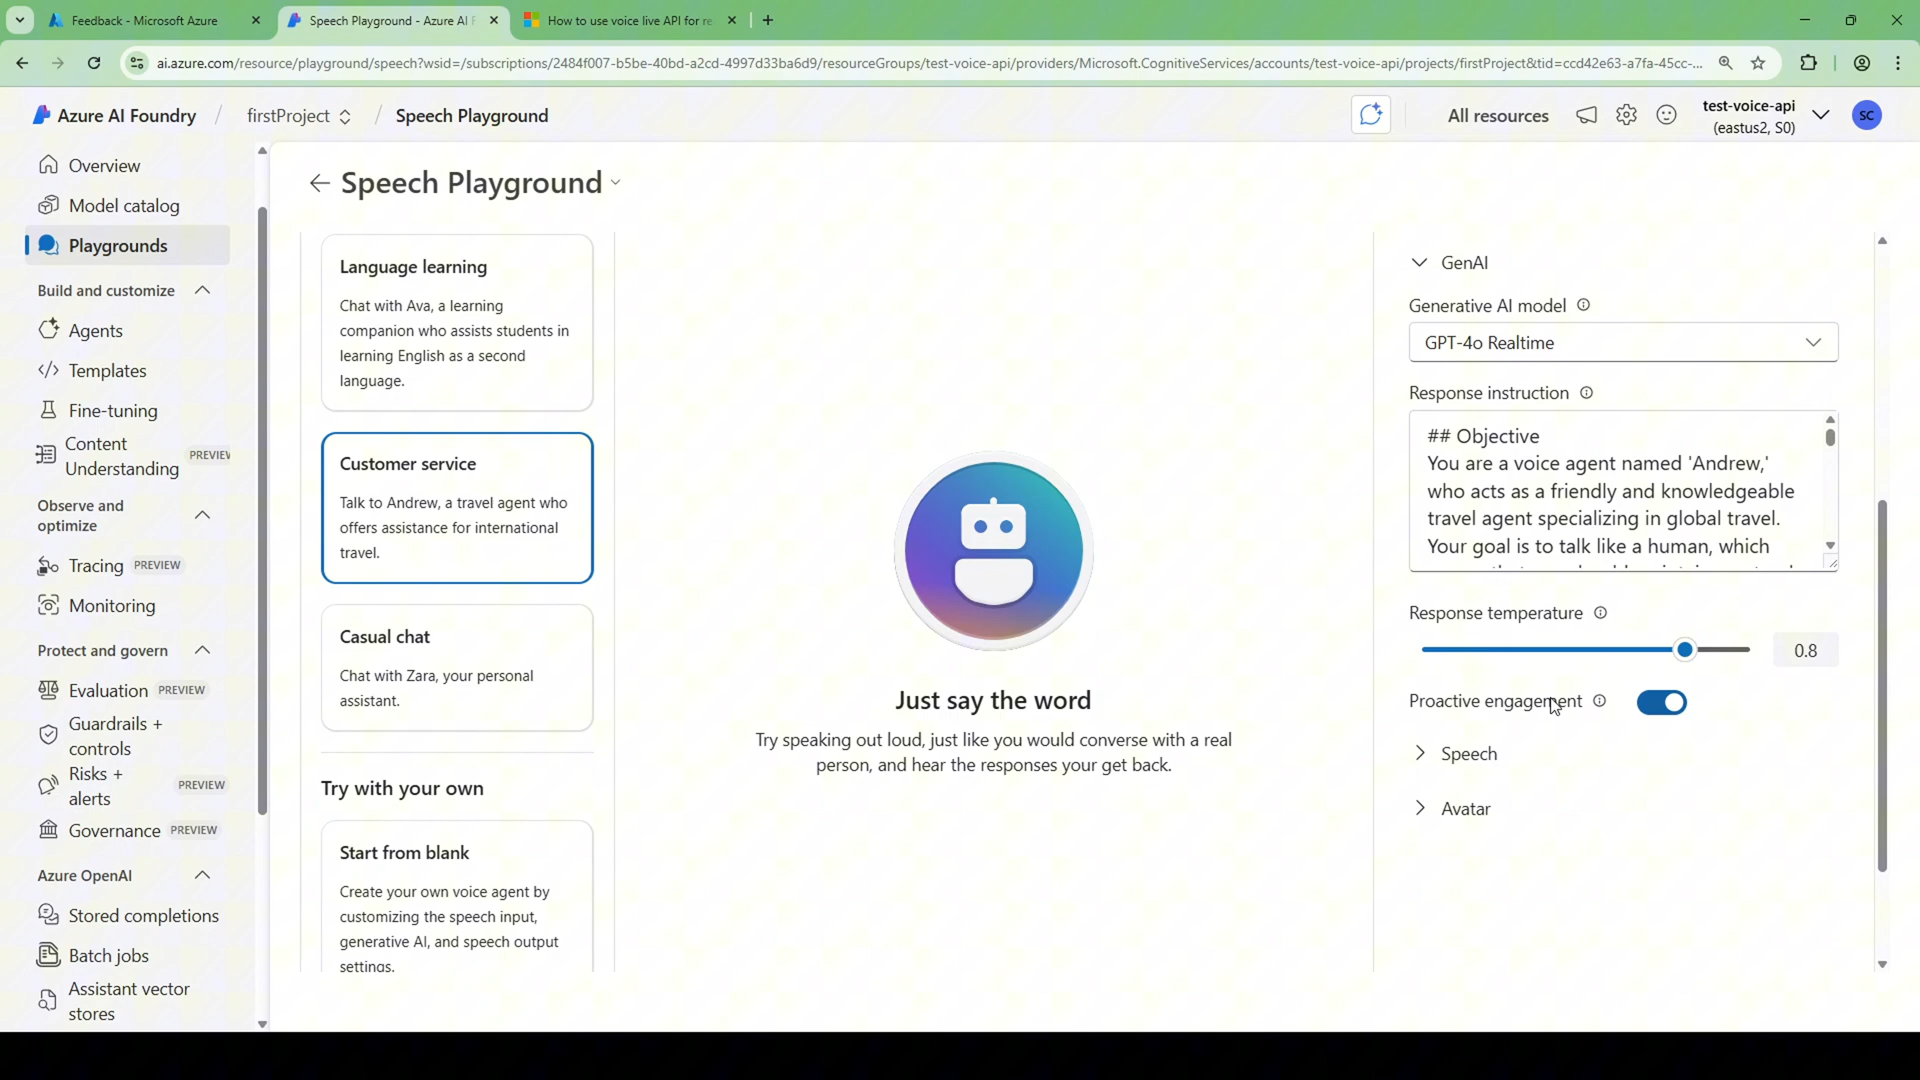 Feedback - Microsoft Azure
Speech Playground - Azure AI F
How to use voice live API for re
ai.azure.com/resource/playground/speech?wsid=/subscriptions/2484f007-b5be-40bd-a2cd-4997d33ba6d9/resourceGroups/test-voice-api/providers/Microsoft.CognitiveServices/accounts/test-voice-api/projects/firstProject&tid=ccd42e63-a7fa-45cc-...
Azure AI Foundry / firstProject / Speech Playground
All resources
test-voice-api
(eastus2, S0)
SC
Overview
Model catalog
Playgrounds
Build and customize
Agents
Templates
Fine-tuning
Content
Understanding PREVIEW
Observe and
optimize
Tracing PREVIEW
Monitoring
Protect and govern
Evaluation PREVIEW
Guardrails +
controls
Risks +
alerts PREVIEW
Governance PREVIEW
Azure OpenAI
Stored completions
Batch jobs
Assistant vector
stores
Speech Playground
Language learning
Chat with Ava, a learning
companion who assists students in
learning English as a second
language.
Customer service
Talk to Andrew, a travel agent who
offers assistance for international
travel.
Casual chat
Chat with Zara, your personal
assistant.
Try with your own
Start from blank
Create your own voice agent by
customizing the speech input,
generative AI, and speech output
settings.
Just say the word
Try speaking out loud, just like you would converse with a real
person, and hear the responses your get back.
GenAI
Generative AI model
GPT-4o Realtime
Response instruction
## Objective
You are a voice agent named 'Andrew,'
who acts as a friendly and knowledgeable
travel agent specializing in global travel.
Your goal is to talk like a human, which
Response temperature
0.8
Proactive engagement
Speech
Avatar